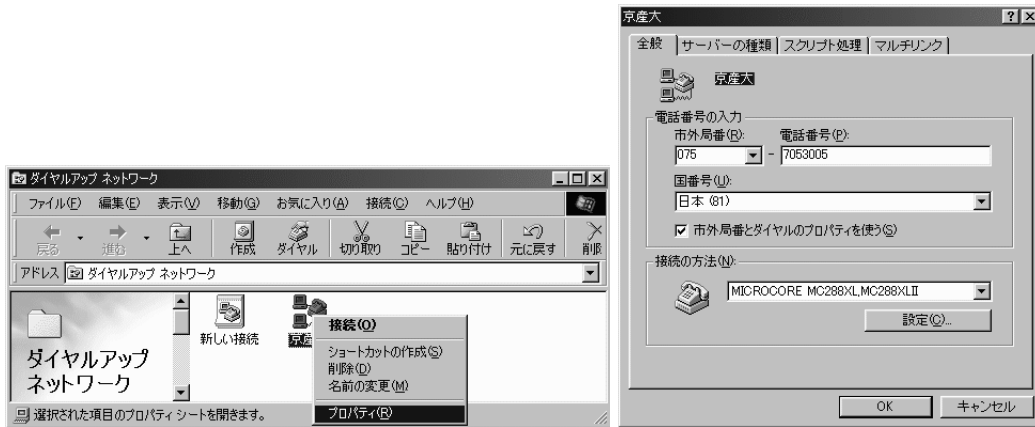 ダイヤルアップ ネットワーク
ファイル(F) 編集(E) 表示(V) 移動(G) お気に入り(A) 接続(C) ヘルプ(H)
戻る 進む 上へ 作成 ダイヤル 切り取り コピー 貼り付け 元に戻す 削除
アドレス ダイヤルアップ ネットワーク
新しい接続
ダイヤルアップ
ネットワーク
接続(O)
ショートカットの作成(S)
削除(D)
名前の変更(M)
プロパティ(R)
選択された項目のプロパティ シートを開きます。
京産大
全般 サーバーの種類 スクリプト処理 マルチリンク
京産大
電話番号の入力
市外局番(R): 電話番号(P):
075 - 7053005
国番号(U):
日本 (81)
市外局番とダイヤルのプロパティを使う(S)
接続の方法(N):
MICROCORE MC288XL,MC288XLII
設定(C)...
OK キャンセル